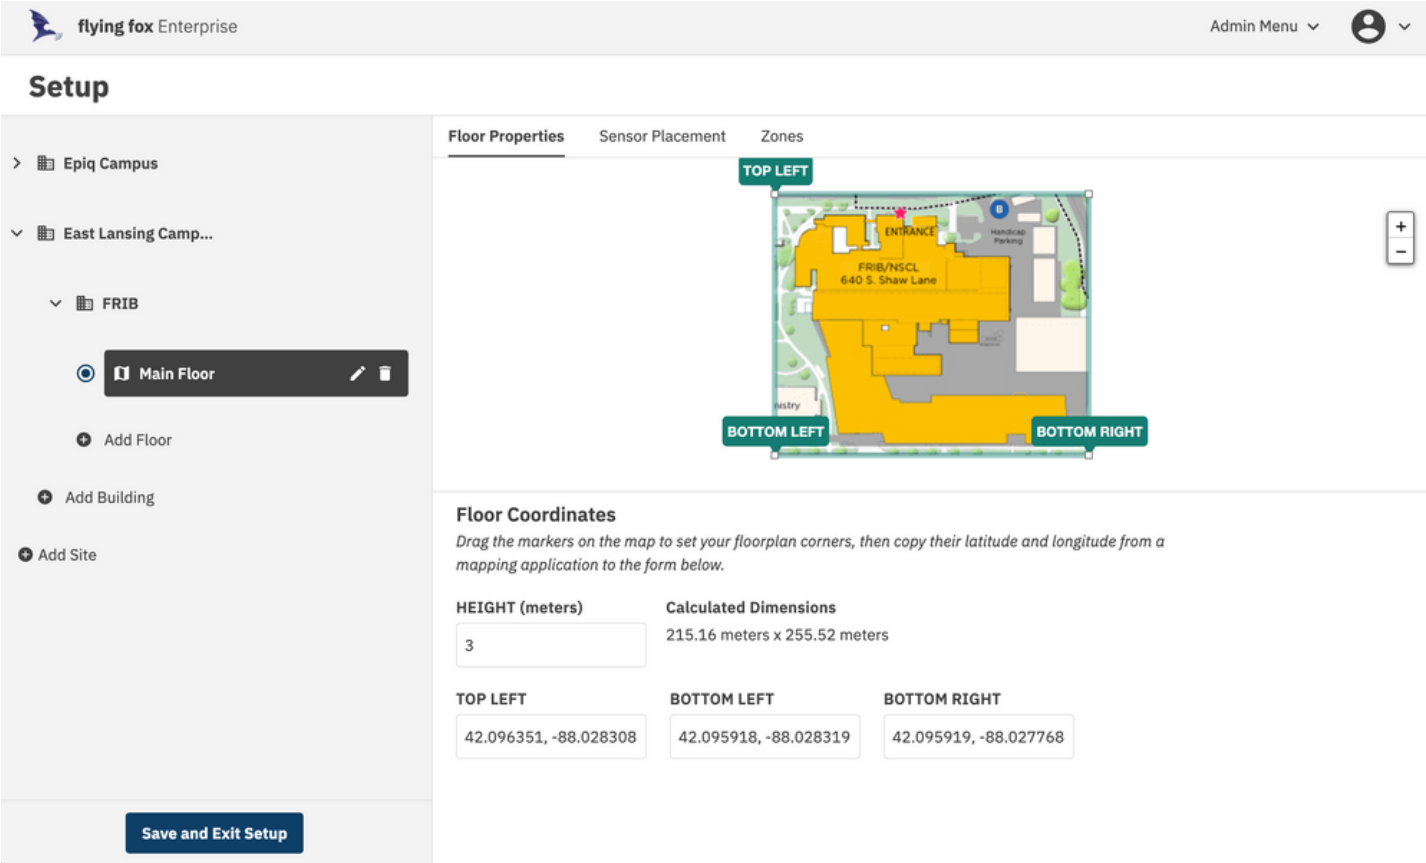 flying fox Enterprise
Admin Menu
Setup
Epiq Campus
East Lansing Camp...
FRIB
Main Floor
Add Floor
Add Building
Add Site
Save and Exit Setup
Floor Properties Sensor Placement Zones
TOP LEFT
B
ENTRANCE
Handicap
Parking
FRIB/NSCL
640 S. Shaw Lane
nistry
BOTTOM LEFT
BOTTOM RIGHT
+
−
Floor Coordinates
Drag the markers on the map to set your floorplan corners, then copy their latitude and longitude from a
mapping application to the form below.
HEIGHT (meters) Calculated Dimensions
3 215.16 meters x 255.52 meters
TOP LEFT BOTTOM LEFT BOTTOM RIGHT
42.096351, -88.028308 42.095918, -88.028319 42.095919, -88.027768